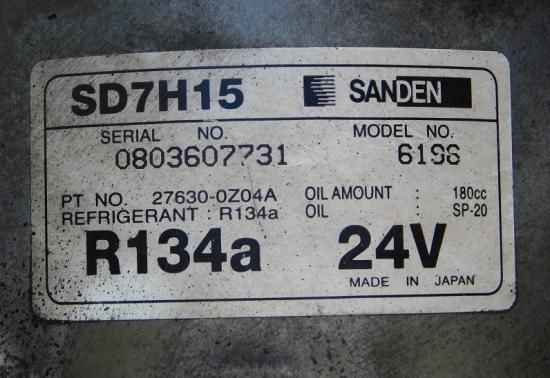 SD7H15 SANDEN
SERIAL NO. MODEL NO.
0803607731 6196
PT NO. 27630-0Z04A OIL AMOUNT : 180cc
REFRIGERANT : R134a OIL : SP-20
R134a 24V
MADE IN JAPAN